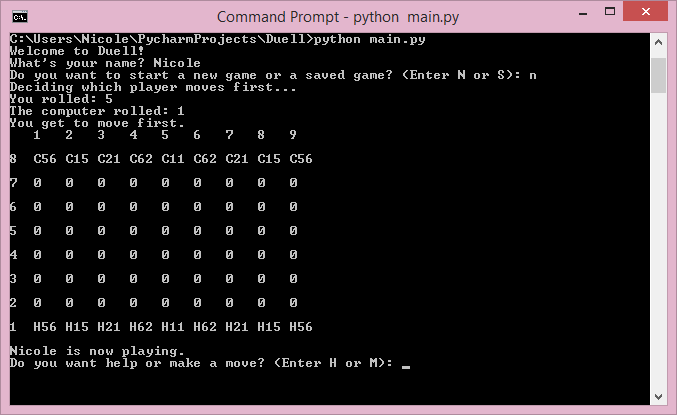 Command Prompt - python  main.py
C:\Users\Nicole\PycharmProjects\Duell>python main.py
Welcome to Duell!
What's your name? Nicole
Do you want to start a new game or a saved game? (Enter N or S): n
Deciding which player moves first...
You rolled: 5
The computer rolled: 1
You get to move first.
1 2 3 4 5 6 7 8 9
8 C56 C15 C21 C62 C11 C62 C21 C15 C56
7 0 0 0 0 0 0 0 0 0
6 0 0 0 0 0 0 0 0 0
5 0 0 0 0 0 0 0 0 0
4 0 0 0 0 0 0 0 0 0
3 0 0 0 0 0 0 0 0 0
2 0 0 0 0 0 0 0 0 0
1 H56 H15 H21 H62 H11 H62 H21 H15 H56
Nicole is now playing.
Do you want help or make a move? (Enter H or M): _